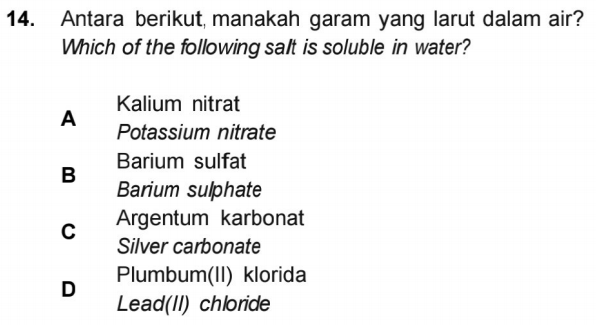 14. Antara berikut, manakah garam yang larut dalam air?
Which of the following salt is soluble in water?
A Kalium nitrat
Potassium nitrate
B Barium sulfat
Barium sulphate
C Argentum karbonat
Silver carbonate
D Plumbum(II) klorida
Lead(II) chloride